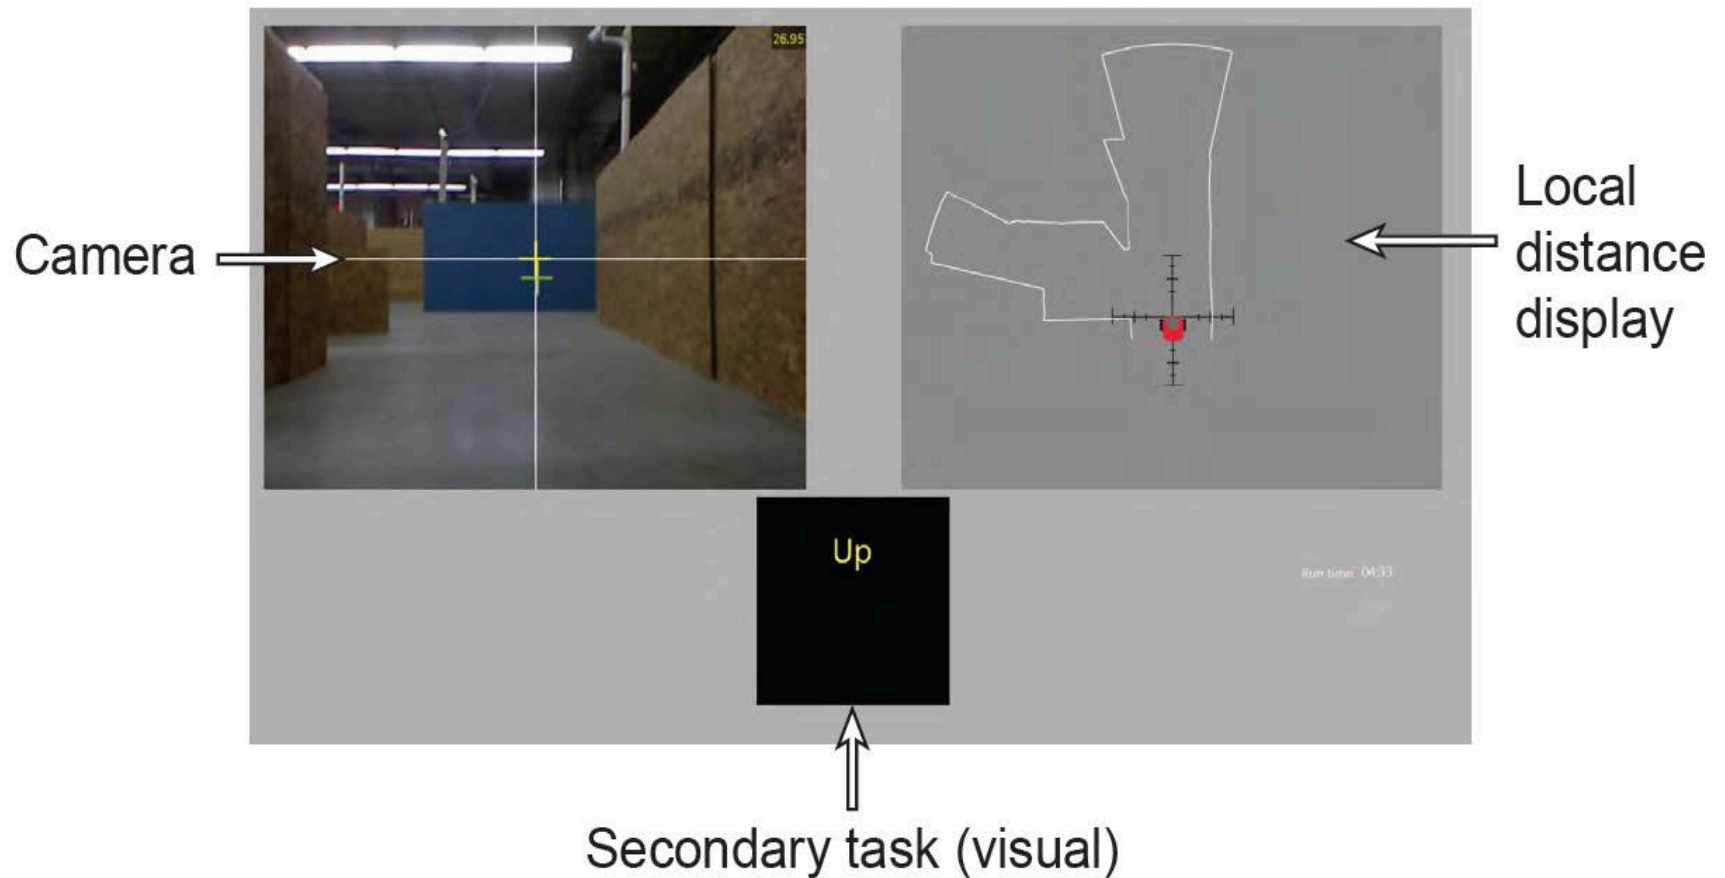 26.95
Camera
Local
distance
display
Up
Run time: 04:33
Secondary task (visual)